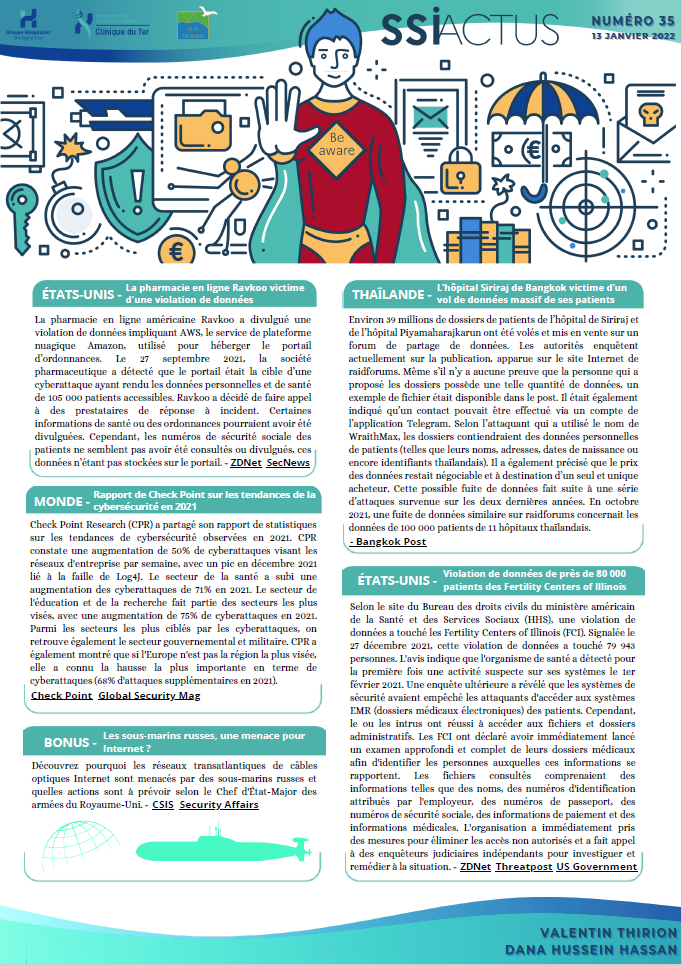 Groupe Hospitalier
Bretagne Sud
Clinique du Ter
SSI ACTUS
NUMÉRO 35
13 JANVIER 2022
Be
aware
ÉTATS-UNIS - La pharmacie en ligne Ravkoo victime
d'une violation de données
La pharmacie en ligne américaine Ravkoo a divulgué une
violation de données impliquant AWS, le service de plateforme
nuagique Amazon, utilisé pour héberger le portail
d'ordonnances. Le 27 septembre 2021, la société
pharmaceutique a détecté que le portail était la cible d'une
cyberattaque ayant rendu les données personnelles et de santé
de 105 000 patients accessibles. Ravkoo a décidé de faire appel
à des prestataires de réponse à incident. Certaines
informations de santé ou des ordonnances pourraient avoir été
divulguées. Cependant, les numéros de sécurité sociale des
patients ne semblent pas avoir été consultés ou divulgués, ces
données n'étant pas stockées sur le portail. - ZDNet SecNews
MONDE - Rapport de Check Point sur les tendances de la
cybersécurité en 2021
Check Point Research (CPR) a partagé son rapport de statistiques
sur les tendances de cybersécurité observées en 2021. CPR
constate une augmentation de 50% de cyberattaques visant les
réseaux d'entreprise par semaine, avec un pic en décembre 2021
lié à la faille de Log4J. Le secteur de la santé a subi une
augmentation des cyberattaques de 71% en 2021. Le secteur de
l'éducation et de la recherche fait partie des secteurs les plus
visés, avec une augmentation de 75% de cyberattaques en 2021.
Parmi les secteurs les plus ciblés par les cyberattaques, on
retrouve également le secteur gouvernemental et militaire. CPR a
également montré que si l'Europe n'est pas la région la plus visée,
elle a connu la hausse la plus importante en terme de
cyberattaques (68% d'attaques supplémentaires en 2021).
Check Point Global Security Mag
BONUS - Les sous-marins russes, une menace pour
Internet ?
Découvrez pourquoi les réseaux transatlantiques de câbles
optiques Internet sont menacés par des sous-marins russes et
quelles actions sont à prévoir selon le Chef d'État-Major des
armées du Royaume-Uni. - CSIS Security Affairs
THAÏLANDE - L'hôpital Siriraj de Bangkok victime d'un
vol de données massif de ses patients
Environ 39 millions de dossiers de patients de l'hôpital de Siriraj et
de l'hôpital Piyamaharajkarun ont été volés et mis en vente sur un
forum de partage de données. Les autorités enquêtent
actuellement sur la publication, apparue sur le site Internet de
raidforums. Même s'il n'y a aucune preuve que la personne qui a
proposé les dossiers possède une telle quantité de données, un
exemple de fichier était disponible dans le post. Il était également
indiqué qu'un contact pouvait être effectué via un compte de
l'application Telegram. Selon l'attaquant qui a utilisé le nom de
WraithMax, les dossiers contiendraient des données personnelles
de patients (telles que leurs noms, adresses, dates de naissance ou
encore identifiants thaïlandais). Il a également précisé que le prix
des données restait négociable et à destination d'un seul et unique
acheteur. Cette possible fuite de données fait suite à une série
d'attaques survenue sur les deux dernières années. En octobre
2021, une fuite de données similaire sur raidforums concernait les
données de 100 000 patients de 11 hôpitaux thaïlandais.
- Bangkok Post
ÉTATS-UNIS - Violation de données de près de 80 000
patients des Fertility Centers of Illinois
Selon le site du Bureau des droits civils du ministère américain
de la Santé et des Services Sociaux (HHS), une violation de
données a touché les Fertility Centers of Illinois (FCI). Signalée le
27 décembre 2021, cette violation de données a touché 79 943
personnes. L'avis indique que l'organisme de santé a détecté pour
la première fois une activité suspecte sur ses systèmes le 1er
février 2021. Une enquête ultérieure a révélé que les systèmes de
sécurité avaient empêché les attaquants d'accéder aux systèmes
EMR (dossiers médicaux électroniques) des patients. Cependant,
le ou les intrus ont réussi à accéder aux fichiers et dossiers
administratifs. Les FCI ont déclaré avoir immédiatement lancé
un examen approfondi et complet de leurs dossiers médicaux
afin d'identifier les personnes auxquelles ces informations se
rapportent. Les fichiers consultés comprenaient des
informations telles que des noms, des numéros d'identification
attribués par l'employeur, des numéros de passeport, des
numéros de sécurité sociale, des informations de paiement et des
informations médicales. L'organisation a immédiatement pris
des mesures pour éliminer les accès non autorisés et a fait appel
à des enquêteurs judiciaires indépendants pour investiguer et
remédier à la situation. - ZDNet Threatpost US Government
VALENTIN THIRION
DANA HUSSEIN HASSAN